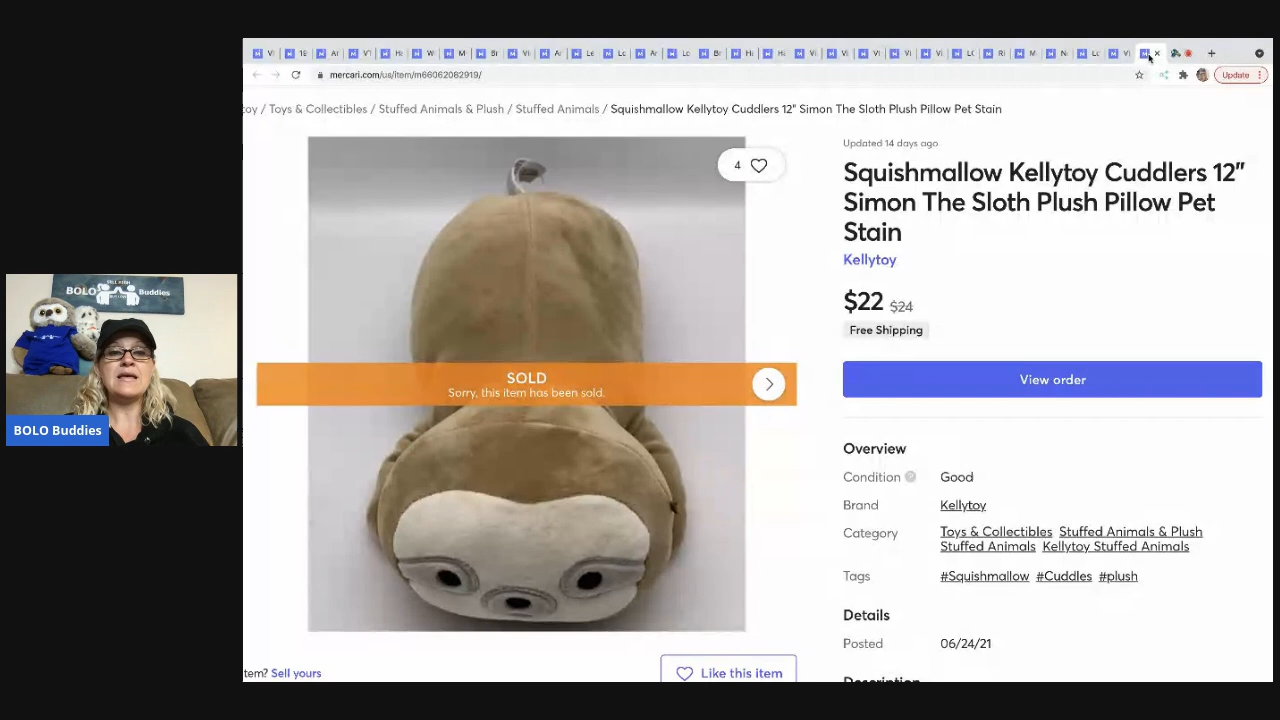 mercari.com/us/item/m66062082919/
Update
Toys & Collectibles / Stuffed Animals & Plush / Stuffed Animals / Squishmallow Kellytoy Cuddlers 12" Simon The Sloth Plush Pillow Pet Stain
4
Updated 14 days ago
Squishmallow Kellytoy Cuddlers 12"
Simon The Sloth Plush Pillow Pet
Stain
Kellytoy
$22 $24
Free Shipping
SOLD
Sorry, this item has been sold.
View order
Overview
Condition Good
Brand Kellytoy
Category Toys & Collectibles Stuffed Animals & Plush
Stuffed Animals Kellytoy Stuffed Animals
Tags #Squishmallow #Cuddles #plush
Details
Posted 06/24/21
Description
Sell yours
Like this item
BOLO Buddies
BOLO Buddies